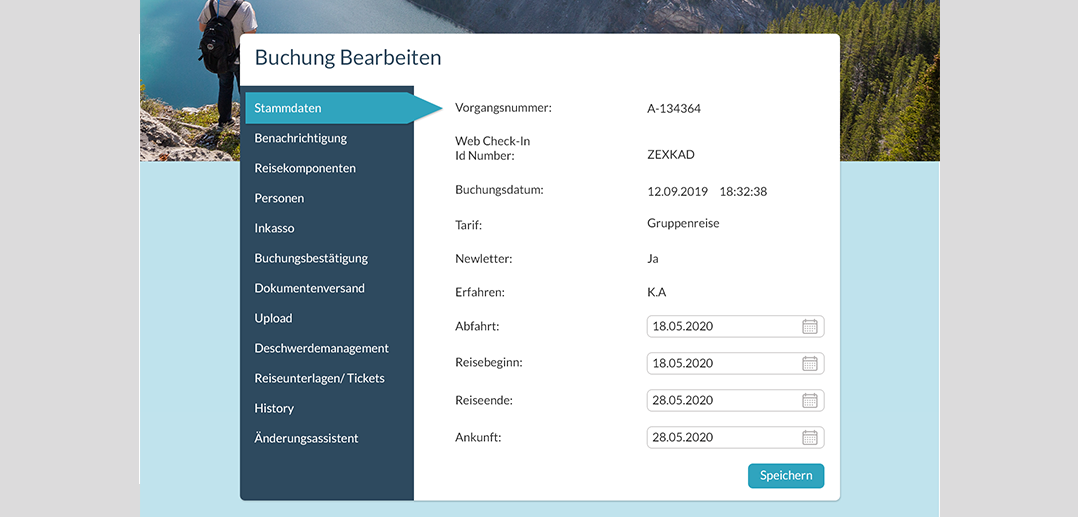 Buchung Bearbeiten
Stammdaten
Benachrichtigung
Reisekomponenten
Personen
Inkasso
Buchungsbestätigung
Dokumentenversand
Upload
Deschwerdemanagement
Reiseunterlagen/ Tickets
History
Änderungsassistent
Vorgangsnummer: A-134364
Web Check-In
Id Number: ZEXKAD
Buchungsdatum: 12.09.2019 18:32:38
Tarif: Gruppenreise
Newletter: Ja
Erfahren: K.A
Abfahrt: 18.05.2020
Reisebeginn: 18.05.2020
Reiseende: 28.05.2020
Ankunft: 28.05.2020
Speichern